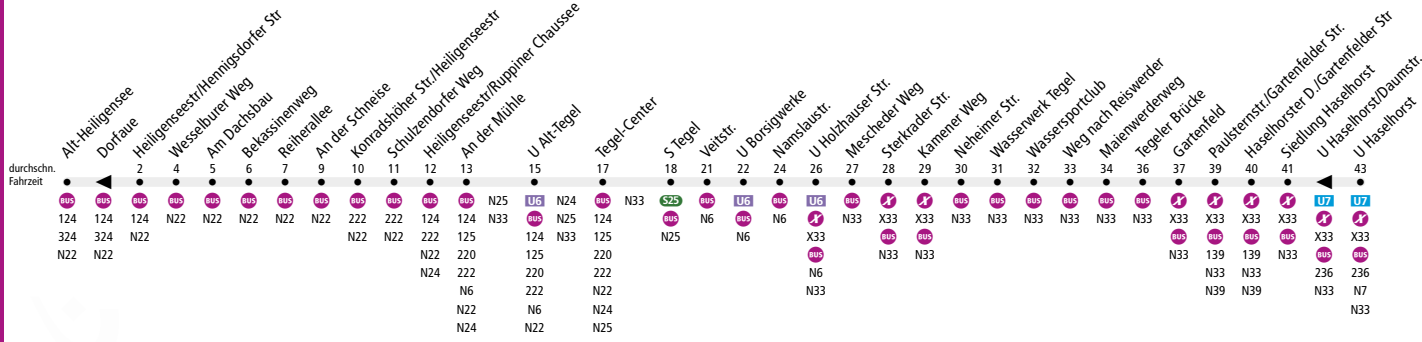 Alt-Heiligensee
Dorfaue
Heiligenseestr/Hennigsdorfer Str
Wesselburer Weg
Am Dachsbau
Bekassinenweg
Reiherallee
An der Schneise
Konradshöher Str./Heiligenseestr
Schulzendorfer Weg
Heiligenseestr/Ruppiner Chaussee
An der Mühle
U Alt-Tegel
Tegel-Center
S Tegel
Veitstr.
U Borsigwerke
Namslaustr.
U Holzhauser Str.
Mescheder Weg
Sterkrader Str.
Kamener Weg
Neheimer Str.
Wasserwerk Tegel
Wassersportclub
Weg nach Reiswerder
Maienwerderweg
Tegeler Brücke
Gartenfeld
Paulsternstr./Gartenfelder Str.
Haselhorster D./Gartenfelder Str
Siedlung Haselhorst
U Haselhorst/Daumstr.
U Haselhorst
durchschn. 2 4 5 6 7 9 10 11 12 13 15 17 18 21 22 24 26 27 28 29 30 31 32 33 34 36 37 39 40 41 43
Fahrzeit
BUS BUS BUS BUS BUS BUS BUS BUS BUS BUS BUS BUS N25 U6 N24 BUS N33 S25 BUS U6 BUS U6 BUS X X BUS BUS BUS BUS BUS BUS X X X X U7 U7
124 124 124 N22 N22 N22 N22 N22 222 222 124 124 N33 BUS N25 124 BUS N6 BUS N6 X N33 X33 X33 N33 N33 N33 N33 N33 N33 X33 X33 X33 X33 X X
324 324 N22 N22 N22 222 125 124 N33 125 N25 N6 X33 BUS BUS BUS BUS BUS BUS X33 X33
N22 N22 N22 220 125 220 BUS N33 N33 N33 139 139 N33 BUS BUS
N24 222 220 222 N6 N33 N33 236 236
N6 222 N22 N33 N39 N39 N33 N7
N22 N6 N24 N33
N24 N22 N25